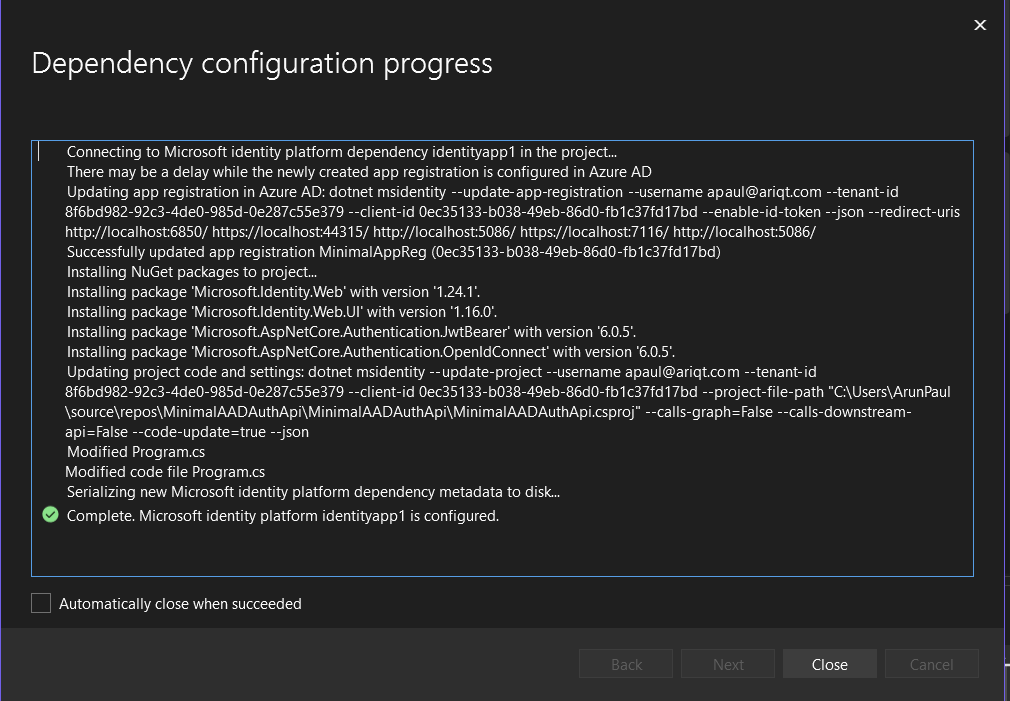 Dependency configuration progress
Connecting to Microsoft identity platform dependency identityapp1 in the project...
There may be a delay while the newly created app registration is configured in Azure AD
Updating app registration in Azure AD: dotnet msidentity --update-app-registration --username apaul@ariqt.com --tenant-id
8f6bd982-92c3-4de0-985d-0e287c55e379 --client-id 0ec35133-b038-49eb-86d0-fb1c37fd17bd --enable-id-token --json --redirect-uris
http://localhost:6850/ https://localhost:44315/ http://localhost:5086/ https://localhost:7116/ http://localhost:5086/
Successfully updated app registration MinimalAppReg (0ec35133-b038-49eb-86d0-fb1c37fd17bd)
Installing NuGet packages to project...
Installing package 'Microsoft.Identity.Web' with version '1.24.1'.
Installing package 'Microsoft.Identity.Web.UI' with version '1.16.0'.
Installing package 'Microsoft.AspNetCore.Authentication.JwtBearer' with version '6.0.5'.
Installing package 'Microsoft.AspNetCore.Authentication.OpenIdConnect' with version '6.0.5'.
Updating project code and settings: dotnet msidentity --update-project --username apaul@ariqt.com --tenant-id
8f6bd982-92c3-4de0-985d-0e287c55e379 --client-id 0ec35133-b038-49eb-86d0-fb1c37fd17bd --project-file-path "C:\Users\ArunPaul
\source\repos\MinimalAADAuthApi\MinimalAADAuthApi\MinimalAADAuthApi.csproj" --calls-graph=False --calls-downstream-
api=False --code-update=true --json
Modified Program.cs
Modified code file Program.cs
Serializing new Microsoft identity platform dependency metadata to disk...
Complete. Microsoft identity platform identityapp1 is configured.
Automatically close when succeeded
Back Next Close Cancel